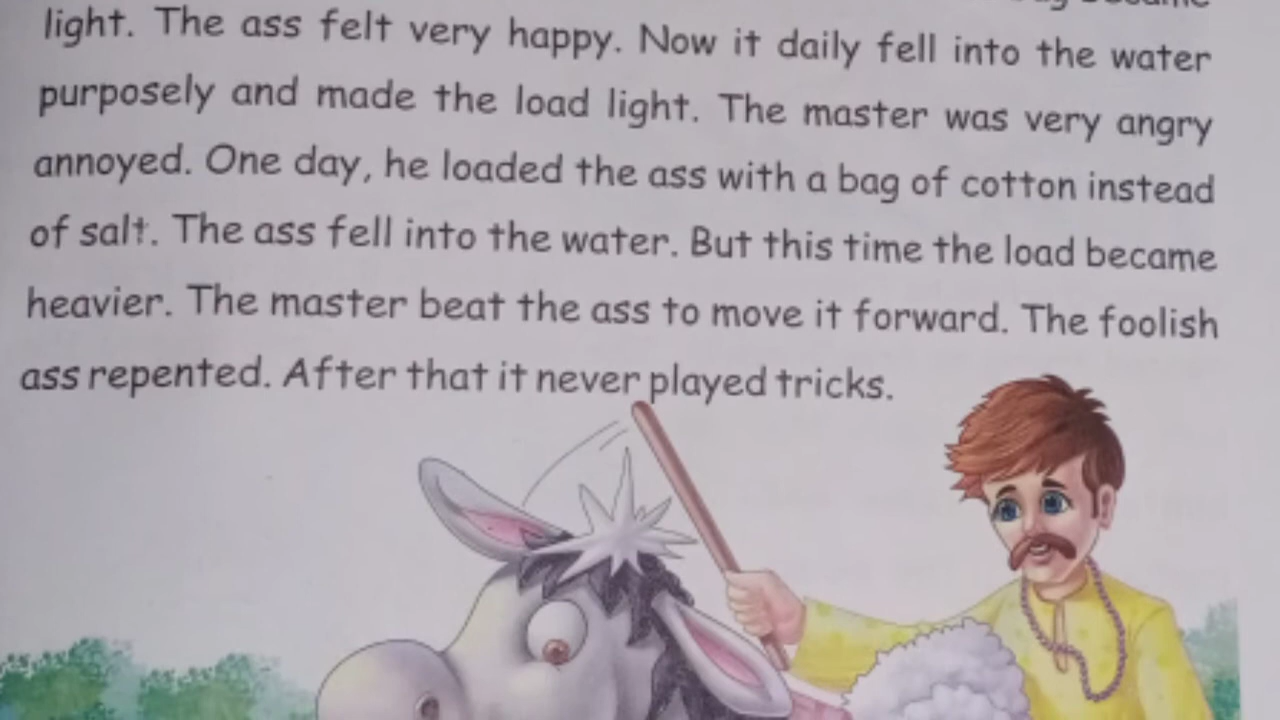 light. The ass felt very happy. Now it daily fell into the water
purposely and made the load light. The master was very angry
annoyed. One day, he loaded the ass with a bag of cotton instead
of salt. The ass fell into the water. But this time the load became
heavier. The master beat the ass to move it forward. The foolish
ass repented. After that it never played tricks.